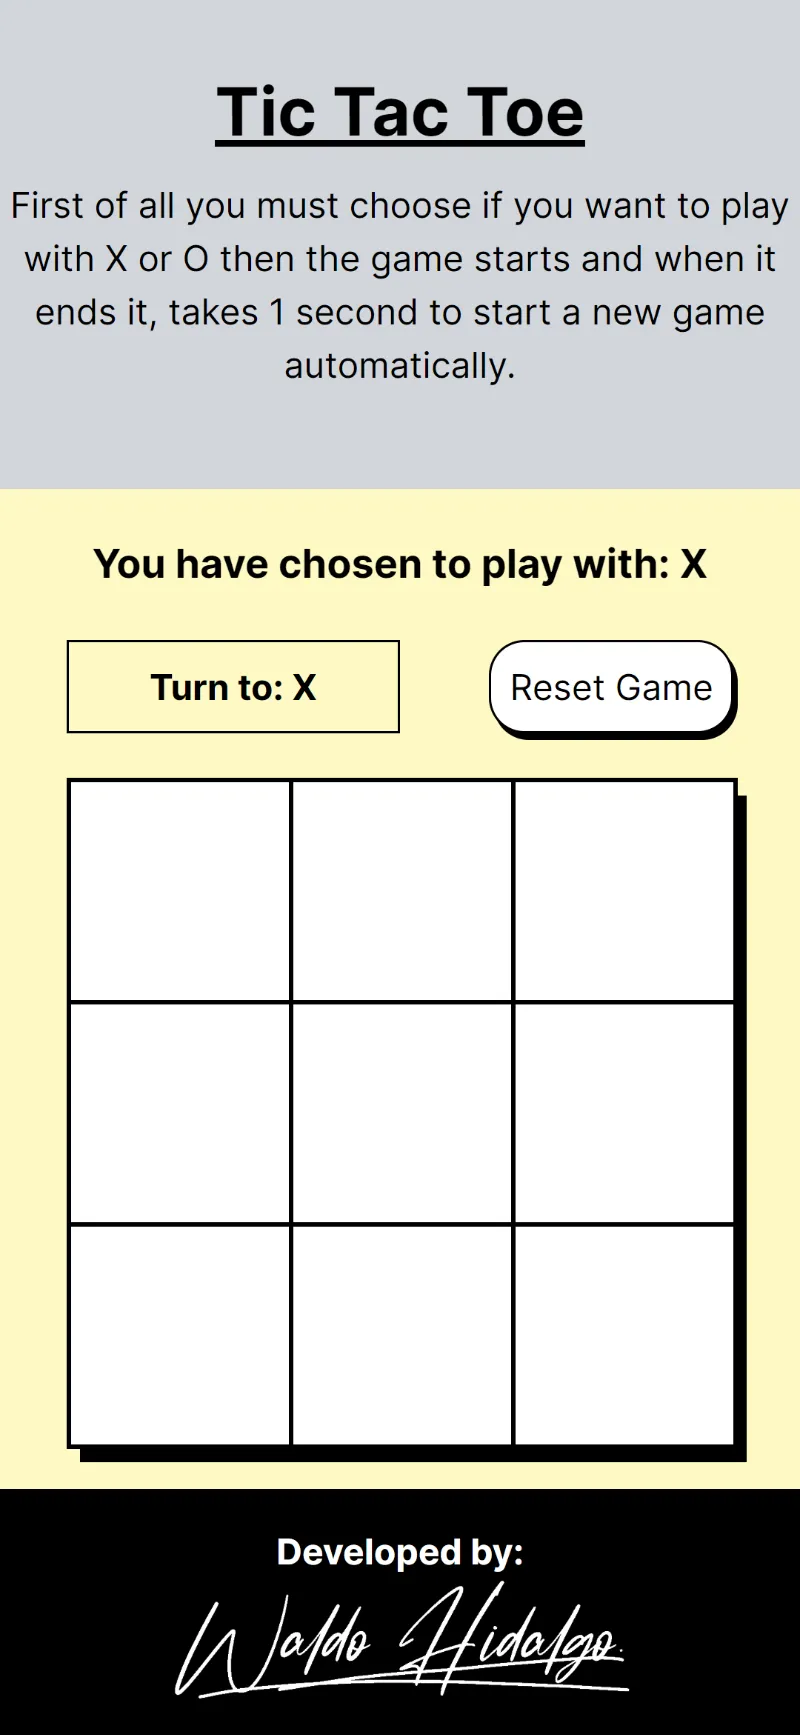 Tic Tac Toe
First of all you must choose if you want to play
with X or O then the game starts and when it
ends it, takes 1 second to start a new game
automatically.
You have chosen to play with: X
Turn to: X
Reset Game
Developed by:
Waldo Hidalgo.